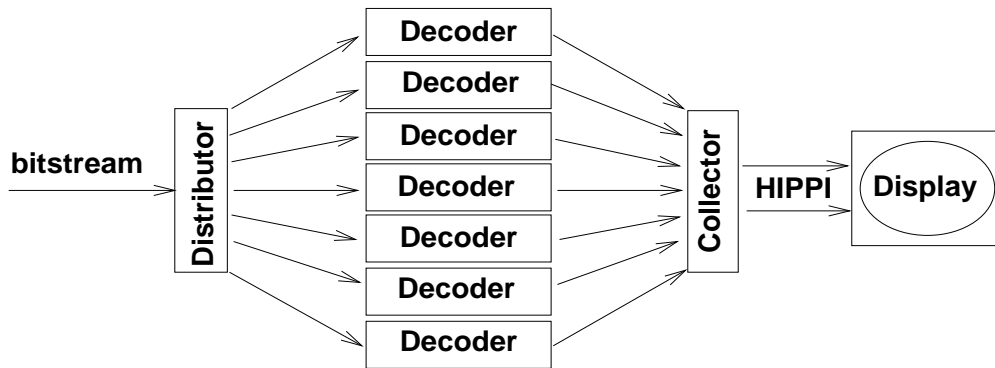 bitstream
Distributor
Decoder
Decoder
Decoder
Decoder
Decoder
Decoder
Decoder
Collector
HIPPI
Display